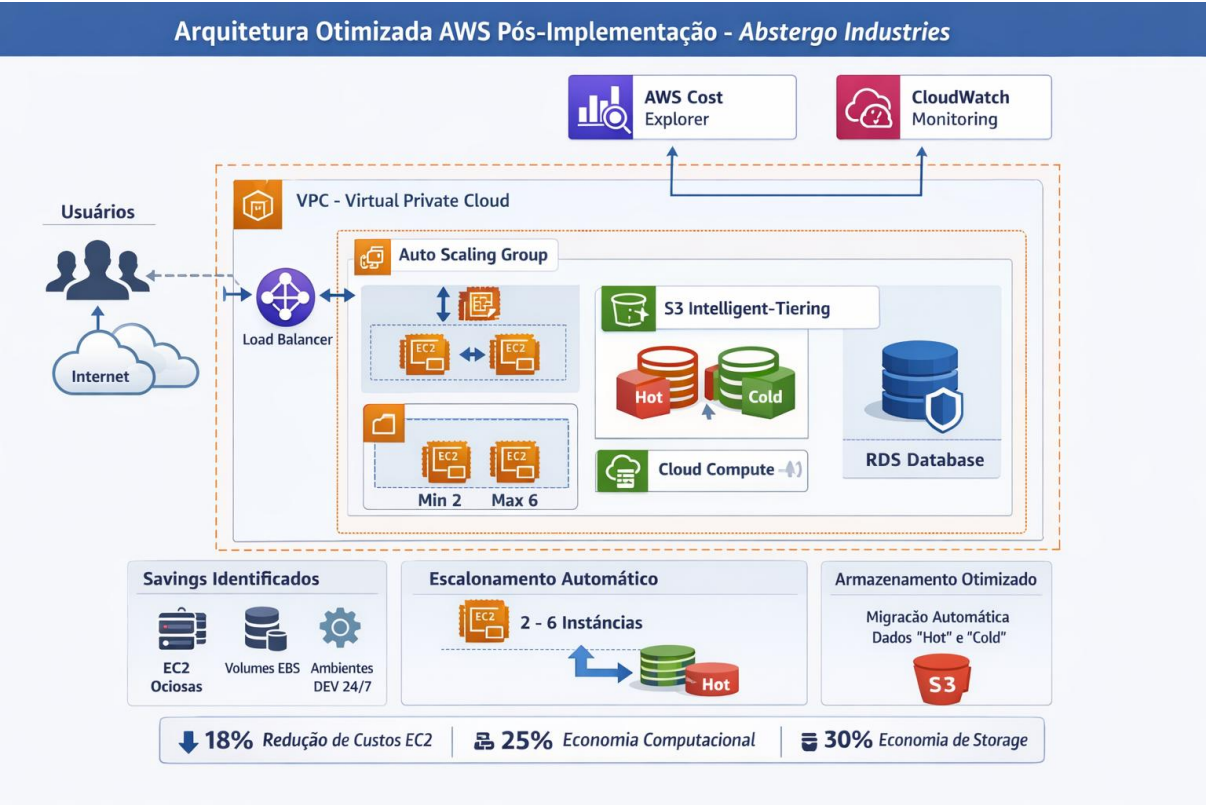 Arquitetura Otimizada AWS Pós-Implementação - Abstergo Industries
AWS Cost
Explorer
CloudWatch
Monitoring
VPC - Virtual Private Cloud
Usuários
Internet
Load Balancer
Auto Scaling Group
EC2
EC2
EC2
EC2
Min 2
Max 6
S3 Intelligent-Tiering
Hot
Cold
Cloud Compute
RDS Database
Savings Identificados
EC2
Ociosas
Volumes EBS
Ambientes
DEV 24/7
Escalonamento Automático
EC2
2 - 6 Instáncias
Hot
Armazenamento Otimizado
Migracão Automática
Dados "Hot" e "Cold"
S3
18% Redução de Custos EC2
25% Economia Computacional
30% Economia de Storage